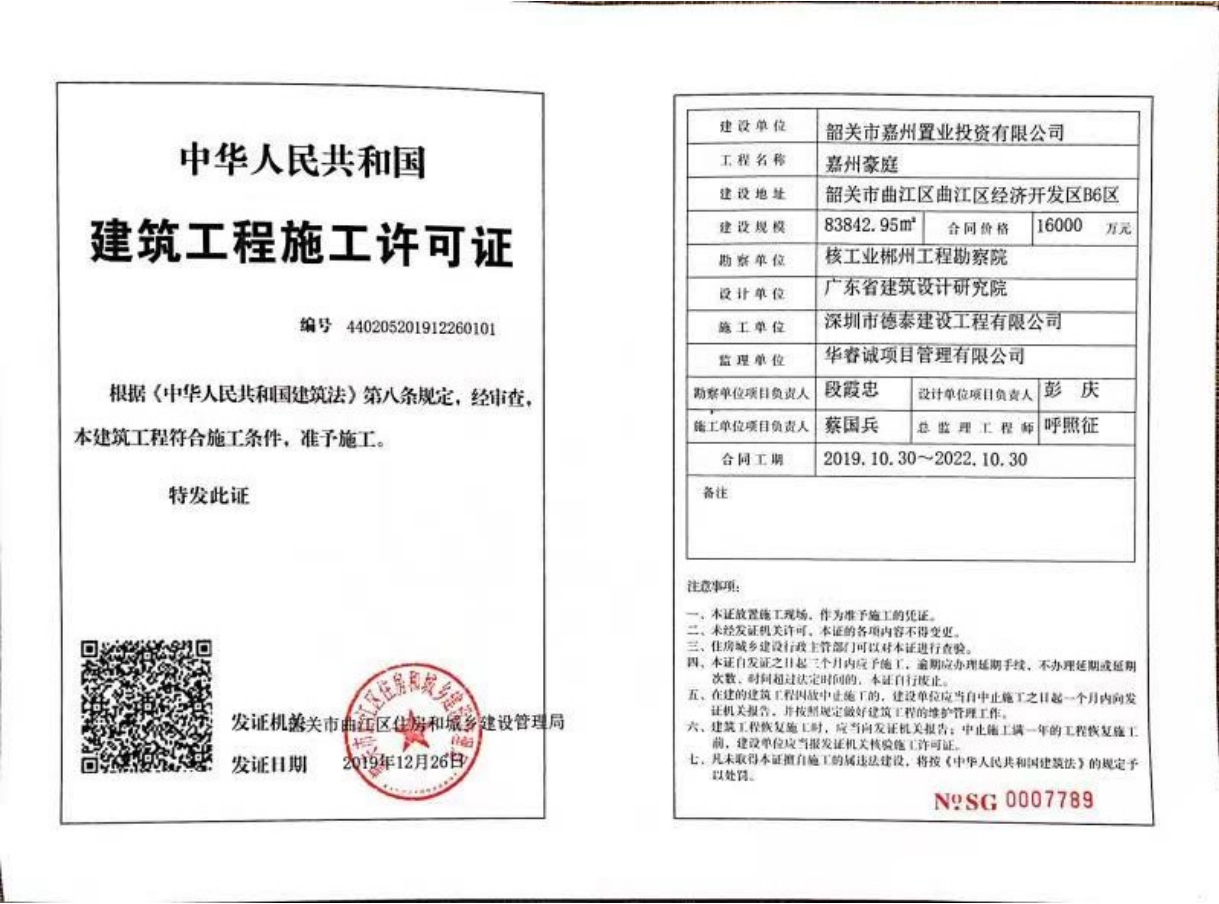 中华人民共和国
建筑工程施工许可证
编号 440205201912260101
根据《中华人民共和国建筑法》第八条规定，经审查，
本建筑工程符合施工条件，准予施工。
特发此证
发证机关 韶关市曲江区住房和城乡建设管理局
发证日期 2019年12月26日
建设单位 韶关市嘉州置业投资有限公司
工程名称 嘉州豪庭
建设地址 韶关市曲江区曲江区经济开发区B6区
建设规模 83842.95m² 合同价格 16000 万元
勘察单位 核工业郴州工程勘察院
设计单位 广东省建筑设计研究院
施工单位 深圳市德泰建设工程有限公司
监理单位 华睿诚项目管理有限公司
勘察单位项目负责人 段霞忠 设计单位项目负责人 彭 庆
施工单位项目负责人 蔡国兵 总监理工程师 呼照征
合同工期 2019.10.30～2022.10.30
备注
注意事项：
一、本证放置施工现场，作为准予施工的凭证。
二、未经发证机关许可，本证的各项内容不得变更。
三、住房城乡建设行政主管部门可以对本证进行查验。
四、本证自发证之日起三个月内应予施工，逾期应办理延期手续，不办理延期或延期
次数、时间超过法定时间的，本证自行废止。
五、在建的建筑工程因故中止施工的，建设单位应当自中止施工之日起一个月内向发
证机关报告，并按照规定做好建筑工程的维护管理工作。
六、建筑工程恢复施工时，应当向发证机关报告；中止施工满一年的工程恢复施工
前，建设单位应当报发证机关核验施工许可证。
七、凡未取得本证擅自施工的属违法建设，将按《中华人民共和国建筑法》的规定予
以处罚。
№SG 0007789